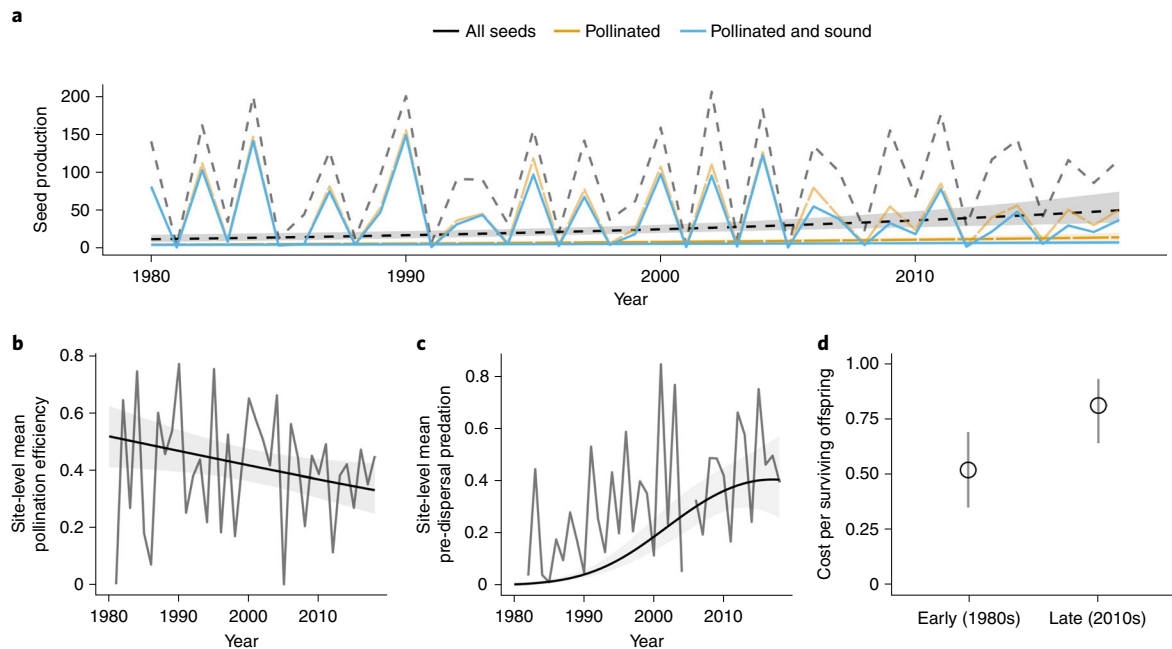 a
All seeds Pollinated Pollinated and sound
200
150
100
50
0
Seed production
1980 1990 2000 2010
Year
b
0.8
0.6
0.4
0.2
0
Site-level mean
pollination efficiency
1980 1990 2000 2010
Year
c
0.8
0.6
0.4
0.2
0
Site-level mean
pre-dispersal predation
1980 1990 2000 2010
Year
d
1.00
0.75
0.50
0.25
0
Cost per surviving offspring
Early (1980s) Late (2010s)